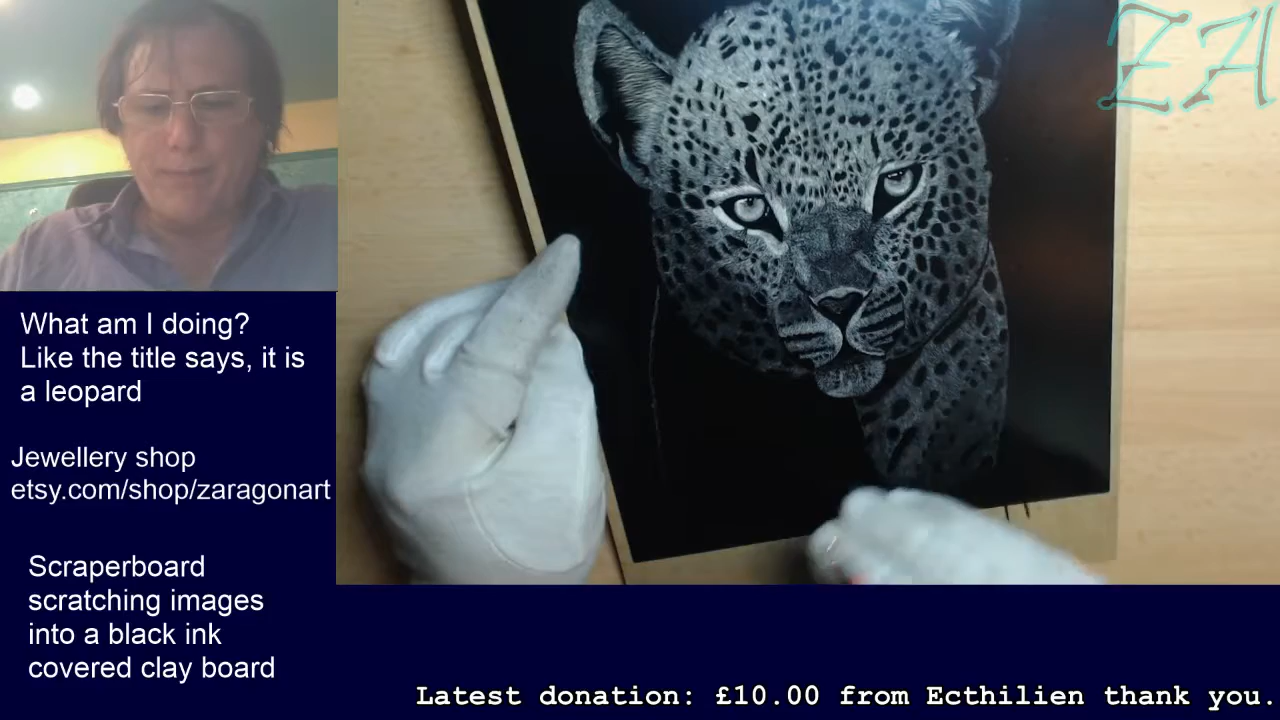 ZA
What am I doing?
Like the title says, it is
a leopard
Jewellery shop
etsy.com/shop/zaragonart
Scraperboard
scratching images
into a black ink
covered clay board
Latest donation: £10.00 from Ecthilien thank you.